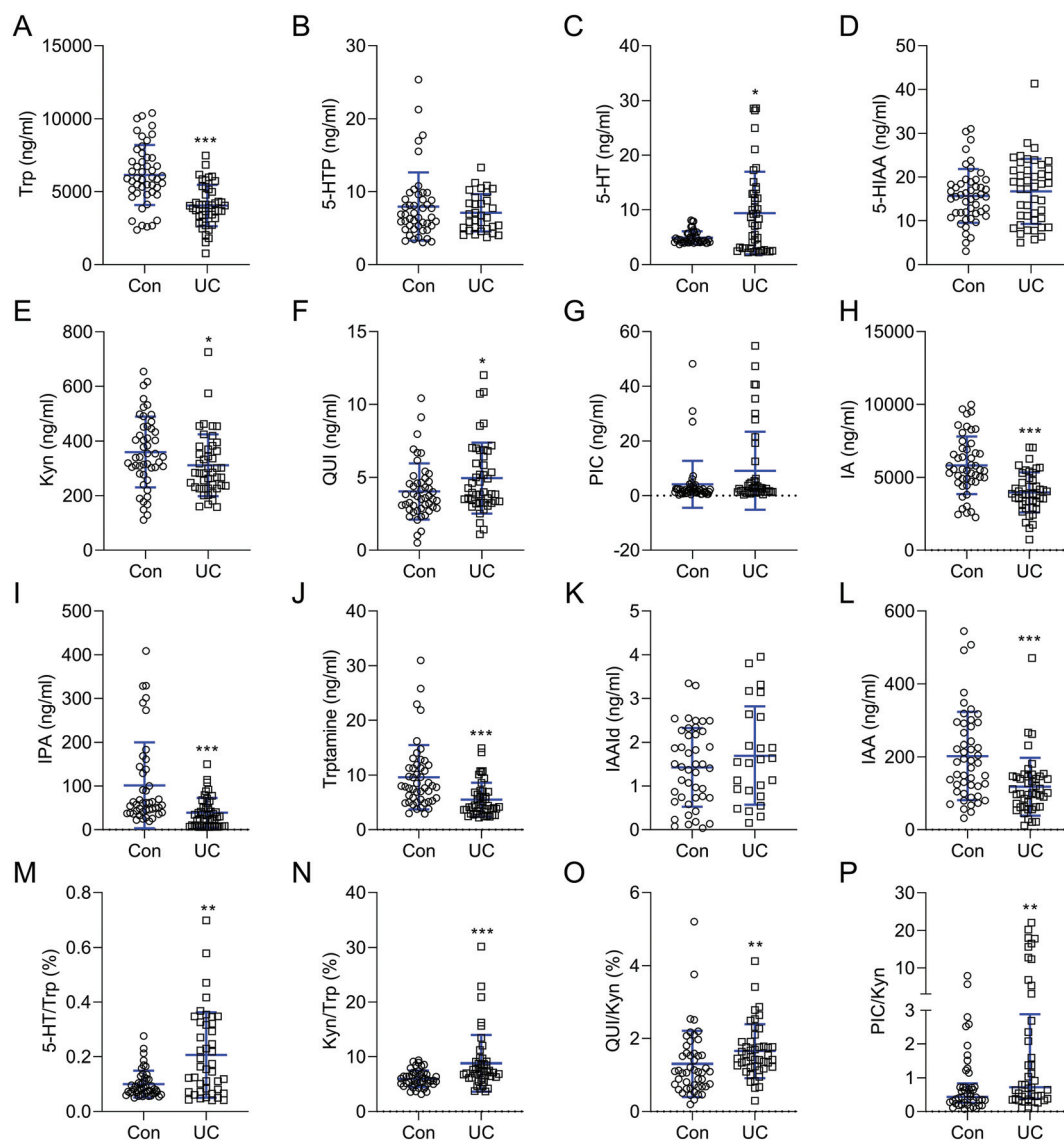 A
B
C
D
15000
10000
5000
0
Trp (ng/ml)
***
Con UC
30
20
10
0
5-HTP (ng/ml)
Con UC
40
30
20
10
0
5-HT (ng/ml)
*
Con UC
50
40
30
20
10
0
5-HIAA (ng/ml)
Con UC
E
F
G
H
800
600
400
200
0
Kyn (ng/ml)
*
Con UC
15
10
5
0
QUI (ng/ml)
*
Con UC
60
40
20
0
-20
PIC (ng/ml)
Con UC
15000
10000
5000
0
IA (ng/ml)
***
Con UC
I
J
K
L
500
400
300
200
100
0
IPA (ng/ml)
***
Con UC
40
30
20
10
0
Trptamine (ng/ml)
***
Con UC
5
4
3
2
1
0
IAAld (ng/ml)
Con UC
600
400
200
0
IAA (ng/ml)
***
Con UC
M
N
O
P
0.8
0.6
0.4
0.2
0.0
5-HT/Trp (%)
**
Con UC
40
30
20
10
0
Kyn/Trp (%)
***
Con UC
6
4
2
0
QUI/Kyn (%)
**
Con UC
30
20
10
3
2
1
0
PIC/Kyn
**
Con UC